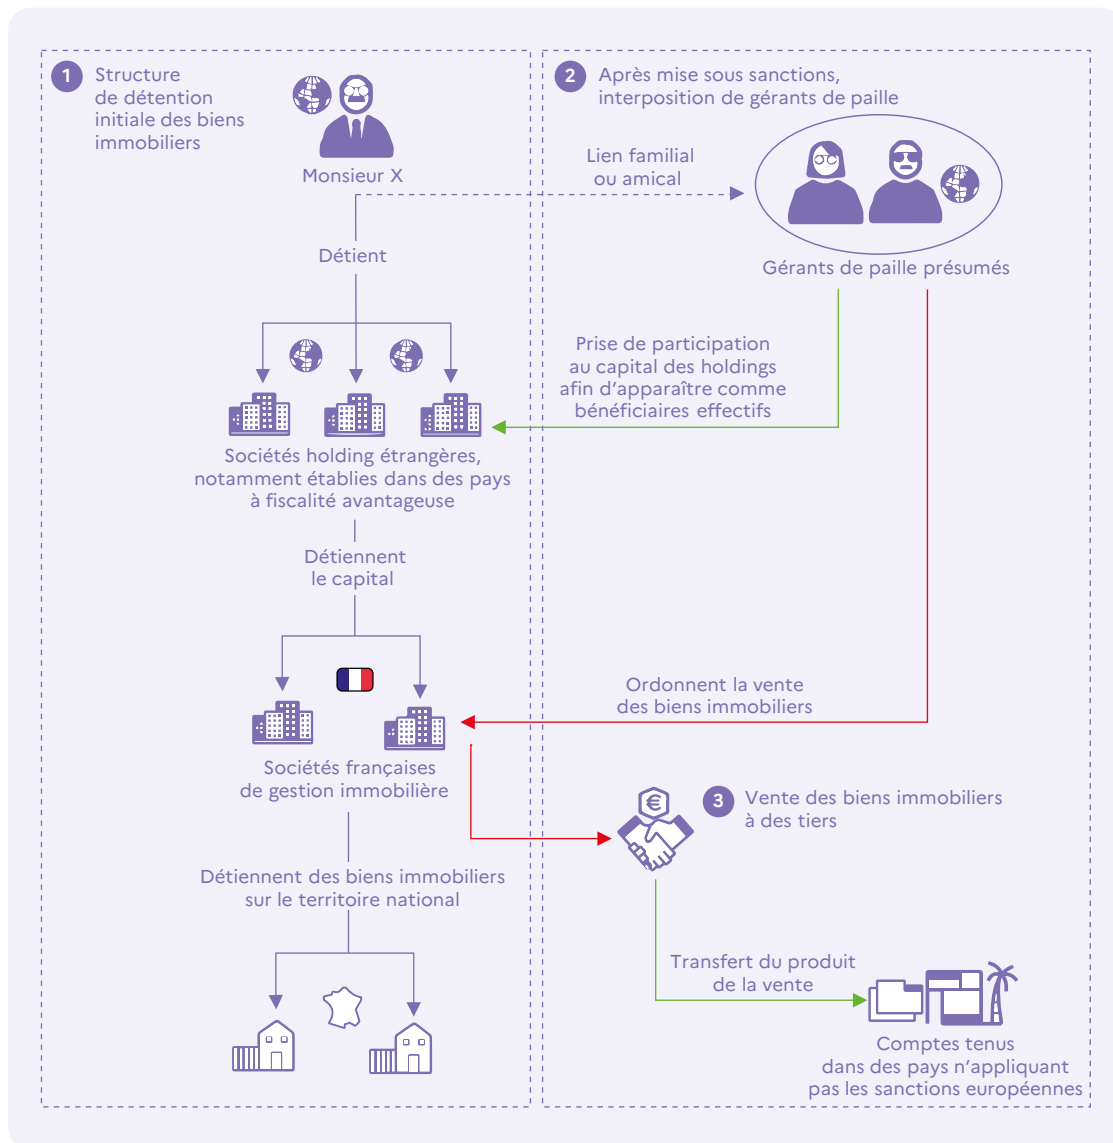 1
Structure
de détention
initiale des biens
immobiliers
Monsieur X
Détient
Sociétés holding étrangères,
notamment établies dans des pays
à fiscalité avantageuse
Détiennent
le capital
Sociétés françaises
de gestion immobilière
Détiennent des biens immobiliers
sur le territoire national
2
Après mise sous sanctions,
interposition de gérants de paille
Lien familial
ou amical
Gérants de paille présumés
Prise de participation
au capital des holdings
afin d’apparaître comme
bénéficiaires effectifs
Ordonnent la vente
des biens immobiliers
€
3
Vente des biens immobiliers
à des tiers
Transfert du produit
de la vente
Comptes tenus
dans des pays n’appliquant
pas les sanctions européennes